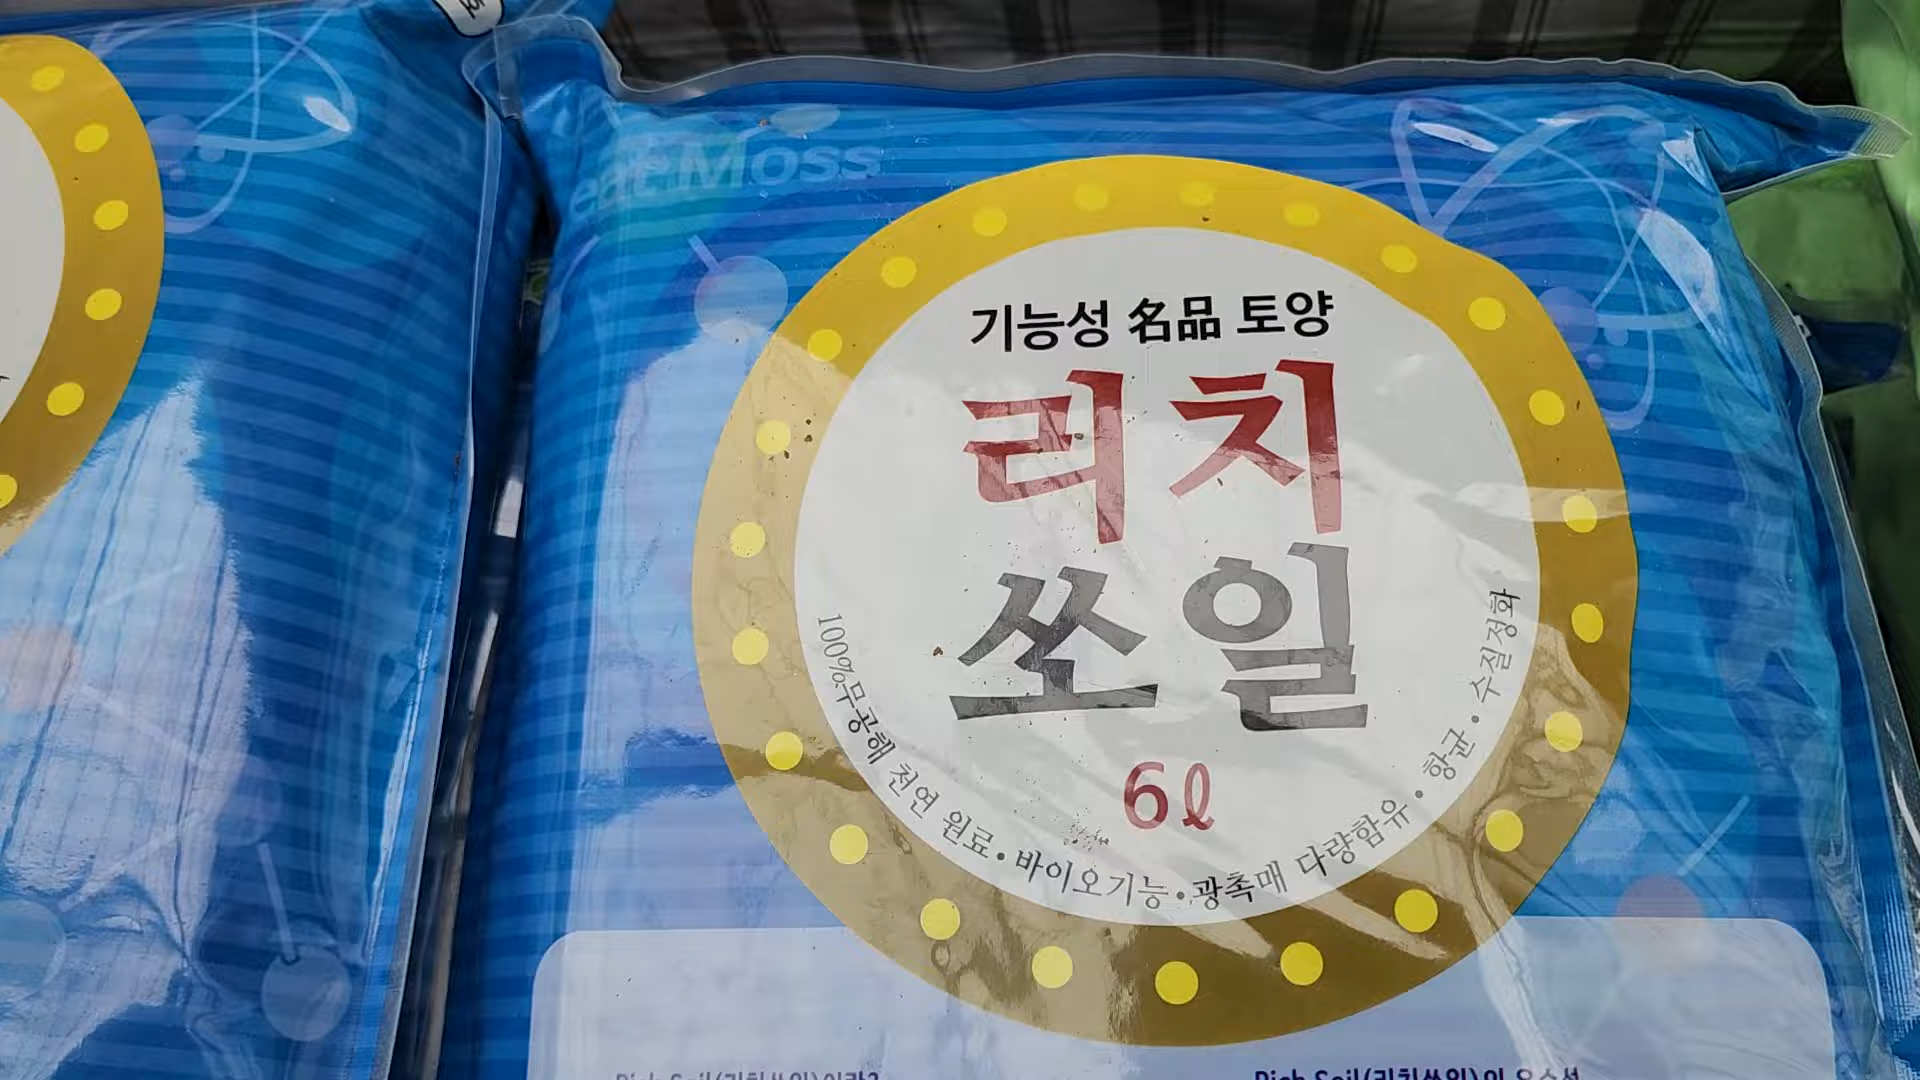 Moss
기능성 名品 토양
리치
쏘일
6ℓ
100%무공해 천연 원료 • 바이오기능 • 광촉매 다량함유 • 항균 • 수질정화
Rich Soil(리치쏘일)이란?
Rich Soil(리치쏘일)의 우수성